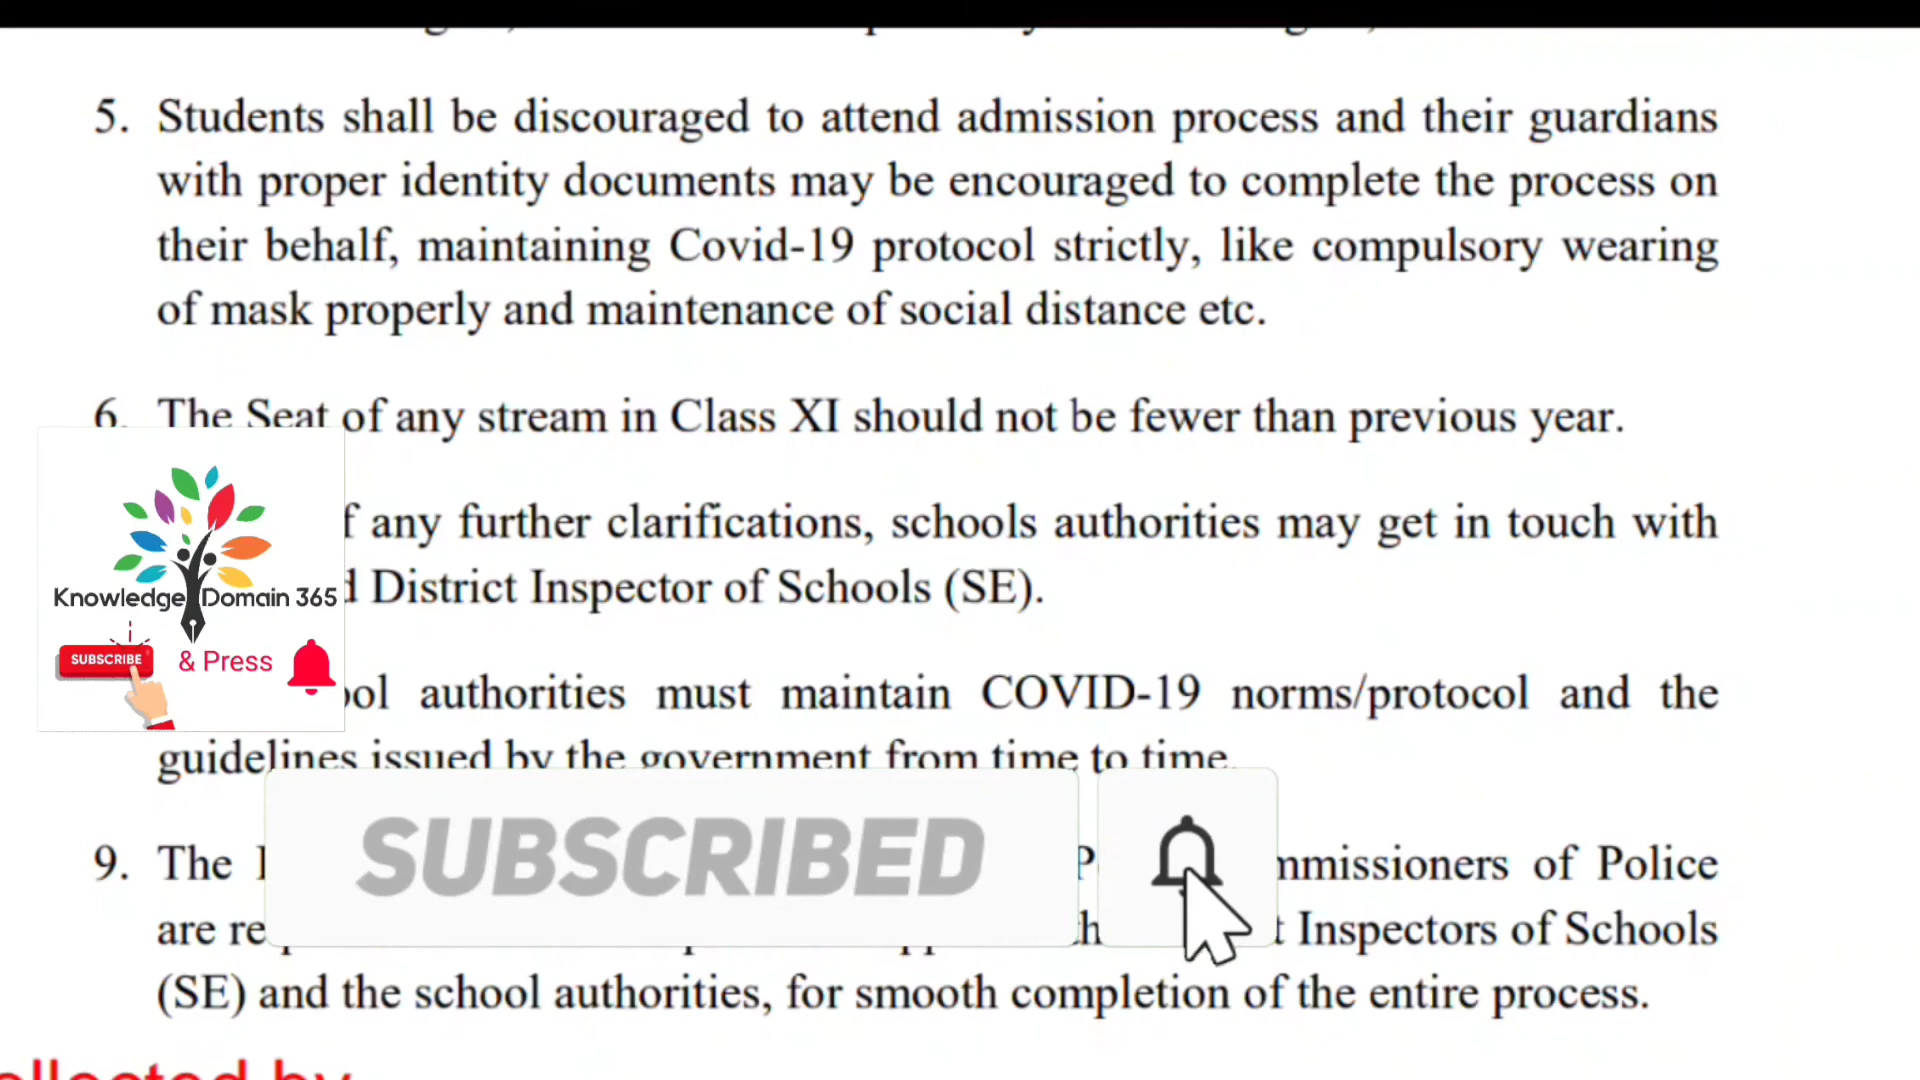 5. Students shall be discouraged to attend admission process and their guardians
with proper identity documents may be encouraged to complete the process on
their behalf, maintaining Covid-19 protocol strictly, like compulsory wearing
of mask properly and maintenance of social distance etc.
6. The Seat of any stream in Class XI should not be fewer than previous year.
any further clarifications, schools authorities may get in touch with
District Inspector of Schools (SE).
authorities must maintain COVID-19 norms/protocol and the
guidelines issued by the government from time to time.
9. The
of Police
are
Inspectors of Schools
(SE) and the school authorities, for smooth completion of the entire process.
Knowledge Domain 365
SUBSCRIBE & Press
SUBSCRIBED